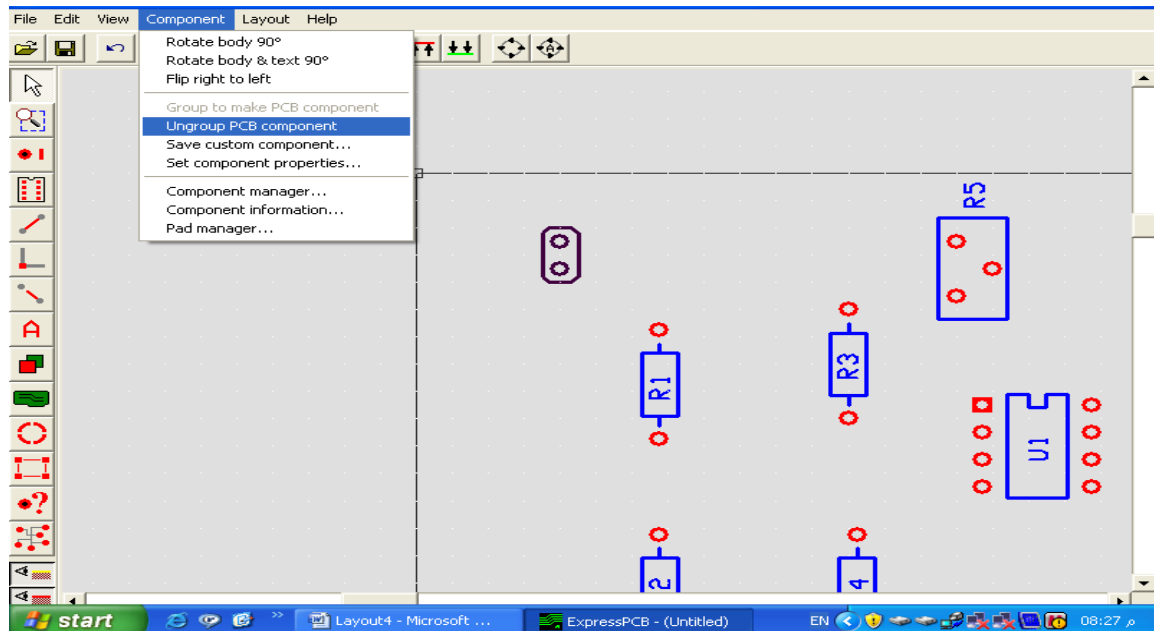 File Edit View Component Layout Help
Rotate body 90°
Rotate body & text 90°
Flip right to left
Group to make PCB component
Ungroup PCB component
Save custom component...
Set component properties...
Component manager...
Component information...
Pad manager...
A
A
?
R5
R3
R1
U1
2
4
start
»
Layout4 - Microsoft ...
ExpressPCB - (Untitled)
EN
08:27 م